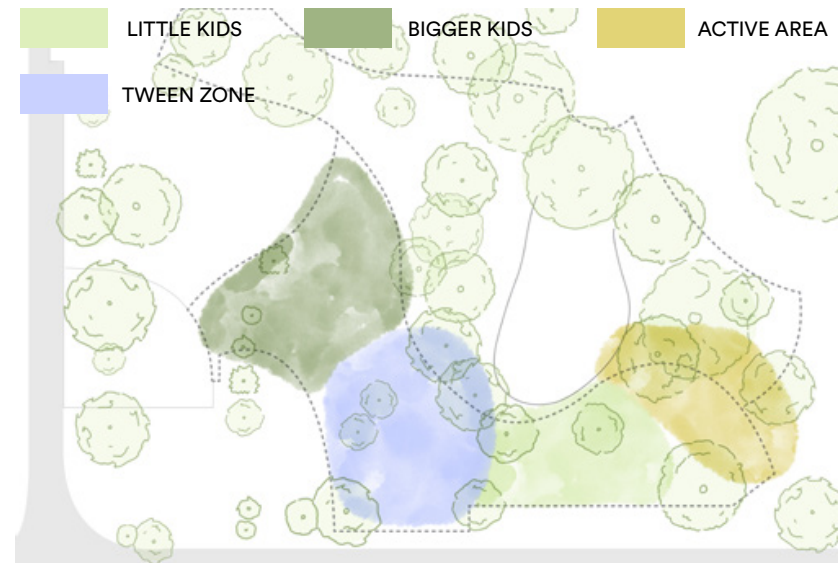 LITTLE KIDS
BIGGER KIDS
ACTIVE AREA
TWEEN ZONE